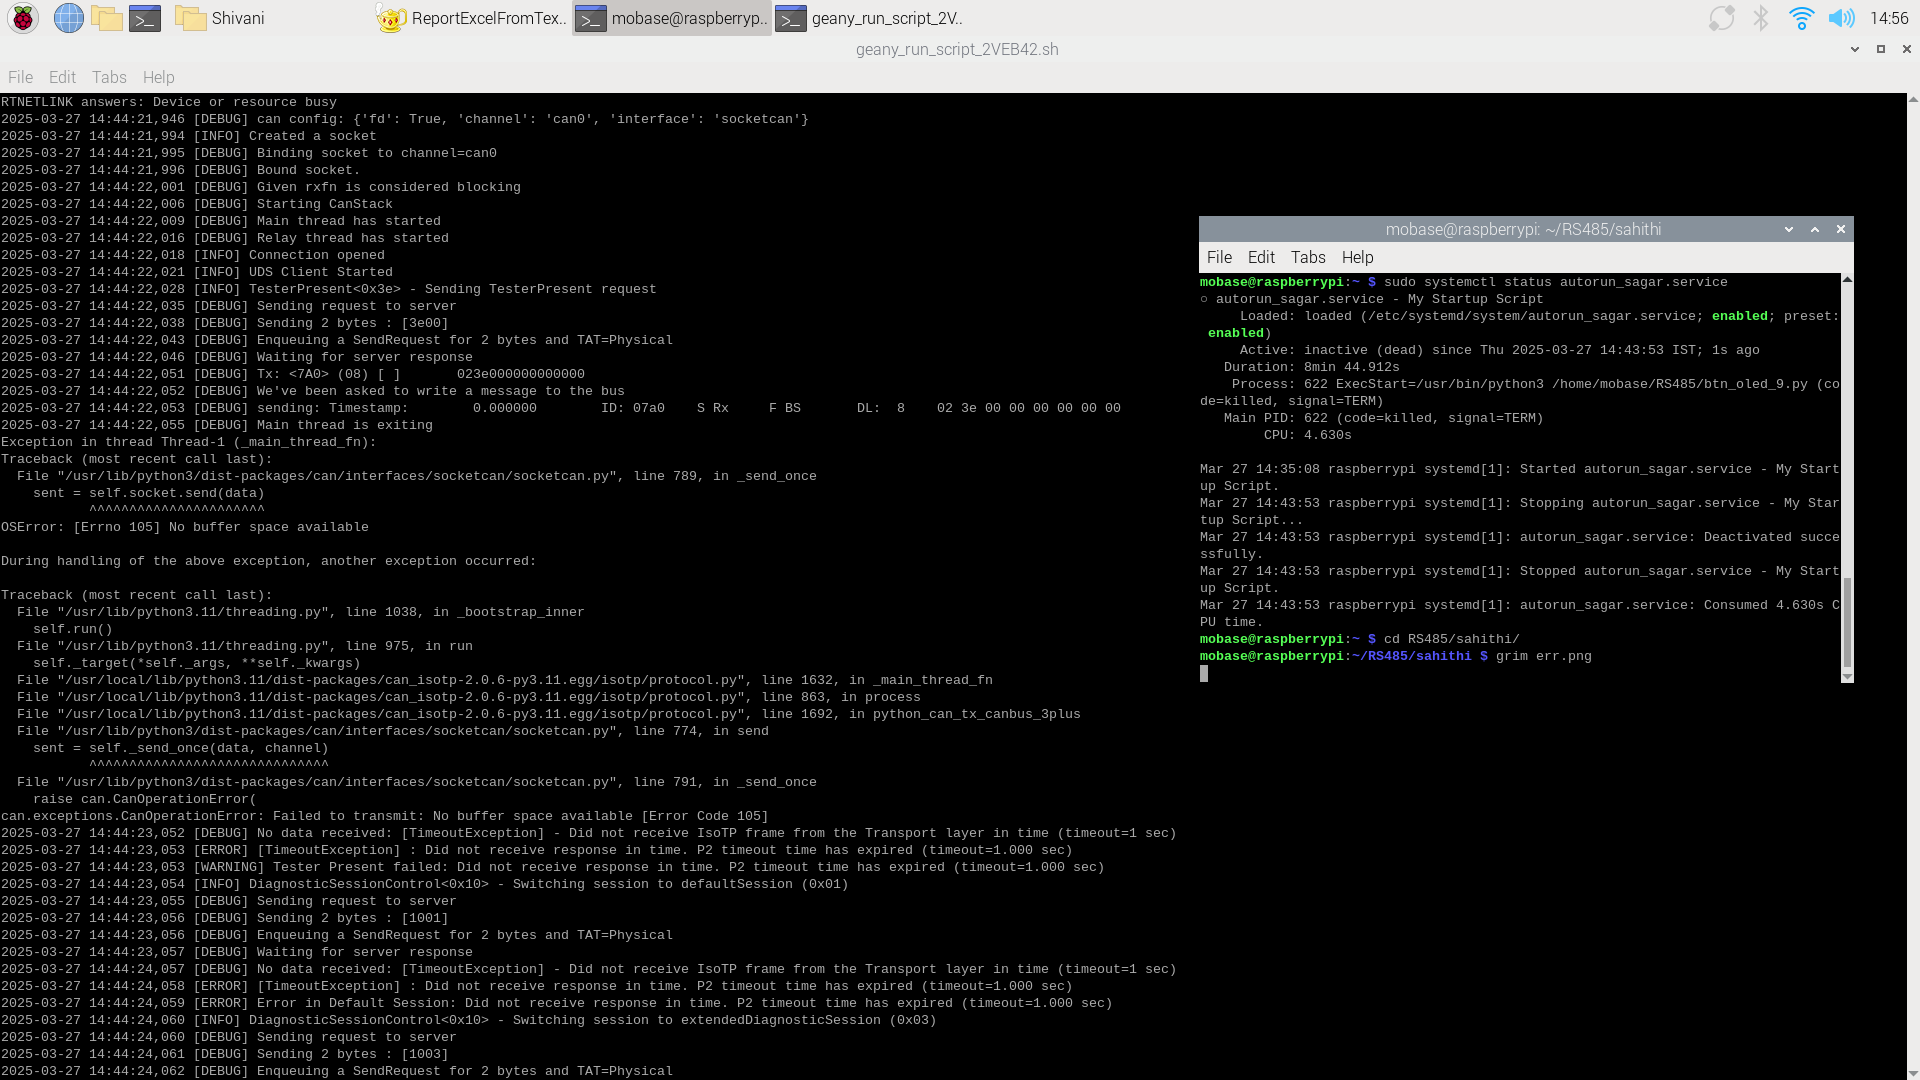 Shivani
ReportExcelFromTex..
mobase@raspberryp..
geany_run_script_2V..
14:56
geany_run_script_2VEB42.sh
File Edit Tabs Help
RTNETLINK answers: Device or resource busy
2025-03-27 14:44:21,946 [DEBUG] can config: {'fd': True, 'channel': 'can0', 'interface': 'socketcan'}
2025-03-27 14:44:21,994 [INFO] Created a socket
2025-03-27 14:44:21,995 [DEBUG] Binding socket to channel=can0
2025-03-27 14:44:21,996 [DEBUG] Bound socket.
2025-03-27 14:44:22,001 [DEBUG] Given rxfn is considered blocking
2025-03-27 14:44:22,006 [DEBUG] Starting CanStack
2025-03-27 14:44:22,009 [DEBUG] Main thread has started
2025-03-27 14:44:22,016 [DEBUG] Relay thread has started
2025-03-27 14:44:22,018 [INFO] Connection opened
2025-03-27 14:44:22,021 [INFO] UDS Client Started
2025-03-27 14:44:22,028 [INFO] TesterPresent<0x3e> - Sending TesterPresent request
2025-03-27 14:44:22,035 [DEBUG] Sending request to server
2025-03-27 14:44:22,038 [DEBUG] Sending 2 bytes : [3e00]
2025-03-27 14:44:22,043 [DEBUG] Enqueuing a SendRequest for 2 bytes and TAT=Physical
2025-03-27 14:44:22,046 [DEBUG] Waiting for server response
2025-03-27 14:44:22,051 [DEBUG] Tx: <7A0> (08) [ ]       023e000000000000
2025-03-27 14:44:22,052 [DEBUG] We've been asked to write a message to the bus
2025-03-27 14:44:22,053 [DEBUG] sending: Timestamp:        0.000000        ID: 07a0    S Rx     F BS       DL:  8    02 3e 00 00 00 00 00 00
2025-03-27 14:44:22,055 [DEBUG] Main thread is exiting
Exception in thread Thread-1 (_main_thread_fn):
Traceback (most recent call last):
  File "/usr/lib/python3/dist-packages/can/interfaces/socketcan/socketcan.py", line 789, in _send_once
    sent = self.socket.send(data)
           ^^^^^^^^^^^^^^^^^^^^^^
OSError: [Errno 105] No buffer space available
During handling of the above exception, another exception occurred:
Traceback (most recent call last):
  File "/usr/lib/python3.11/threading.py", line 1038, in _bootstrap_inner
    self.run()
  File "/usr/lib/python3.11/threading.py", line 975, in run
    self._target(*self._args, **self._kwargs)
  File "/usr/local/lib/python3.11/dist-packages/can_isotp-2.0.6-py3.11.egg/isotp/protocol.py", line 1632, in _main_thread_fn
  File "/usr/local/lib/python3.11/dist-packages/can_isotp-2.0.6-py3.11.egg/isotp/protocol.py", line 863, in process
  File "/usr/local/lib/python3.11/dist-packages/can_isotp-2.0.6-py3.11.egg/isotp/protocol.py", line 1692, in python_can_tx_canbus_3plus
  File "/usr/lib/python3/dist-packages/can/interfaces/socketcan/socketcan.py", line 774, in send
    sent = self._send_once(data, channel)
           ^^^^^^^^^^^^^^^^^^^^^^^^^^^^^^
  File "/usr/lib/python3/dist-packages/can/interfaces/socketcan/socketcan.py", line 791, in _send_once
    raise can.CanOperationError(
can.exceptions.CanOperationError: Failed to transmit: No buffer space available [Error Code 105]
2025-03-27 14:44:23,052 [DEBUG] No data received: [TimeoutException] - Did not receive IsoTP frame from the Transport layer in time (timeout=1 sec)
2025-03-27 14:44:23,053 [ERROR] [TimeoutException] : Did not receive response in time. P2 timeout time has expired (timeout=1.000 sec)
2025-03-27 14:44:23,053 [WARNING] Tester Present failed: Did not receive response in time. P2 timeout time has expired (timeout=1.000 sec)
2025-03-27 14:44:23,054 [INFO] DiagnosticSessionControl<0x10> - Switching session to defaultSession (0x01)
2025-03-27 14:44:23,055 [DEBUG] Sending request to server
2025-03-27 14:44:23,056 [DEBUG] Sending 2 bytes : [1001]
2025-03-27 14:44:23,056 [DEBUG] Enqueuing a SendRequest for 2 bytes and TAT=Physical
2025-03-27 14:44:23,057 [DEBUG] Waiting for server response
2025-03-27 14:44:24,057 [DEBUG] No data received: [TimeoutException] - Did not receive IsoTP frame from the Transport layer in time (timeout=1 sec)
2025-03-27 14:44:24,058 [ERROR] [TimeoutException] : Did not receive response in time. P2 timeout time has expired (timeout=1.000 sec)
2025-03-27 14:44:24,059 [ERROR] Error in Default Session: Did not receive response in time. P2 timeout time has expired (timeout=1.000 sec)
2025-03-27 14:44:24,060 [INFO] DiagnosticSessionControl<0x10> - Switching session to extendedDiagnosticSession (0x03)
2025-03-27 14:44:24,060 [DEBUG] Sending request to server
2025-03-27 14:44:24,061 [DEBUG] Sending 2 bytes : [1003]
2025-03-27 14:44:24,062 [DEBUG] Enqueuing a SendRequest for 2 bytes and TAT=Physical
mobase@raspberrypi: ~/RS485/sahithi
File Edit Tabs Help
mobase@raspberrypi:~ $ sudo systemctl status autorun_sagar.service
○ autorun_sagar.service - My Startup Script
     Loaded: loaded (/etc/systemd/system/autorun_sagar.service; enabled; preset:
 enabled)
     Active: inactive (dead) since Thu 2025-03-27 14:43:53 IST; 1s ago
   Duration: 8min 44.912s
    Process: 622 ExecStart=/usr/bin/python3 /home/mobase/RS485/btn_oled_9.py (co
de=killed, signal=TERM)
   Main PID: 622 (code=killed, signal=TERM)
        CPU: 4.630s
Mar 27 14:35:08 raspberrypi systemd[1]: Started autorun_sagar.service - My Start
up Script.
Mar 27 14:43:53 raspberrypi systemd[1]: Stopping autorun_sagar.service - My Star
tup Script...
Mar 27 14:43:53 raspberrypi systemd[1]: autorun_sagar.service: Deactivated succe
ssfully.
Mar 27 14:43:53 raspberrypi systemd[1]: Stopped autorun_sagar.service - My Start
up Script.
Mar 27 14:43:53 raspberrypi systemd[1]: autorun_sagar.service: Consumed 4.630s C
PU time.
mobase@raspberrypi:~ $ cd RS485/sahithi/
mobase@raspberrypi:~/RS485/sahithi $ grim err.png